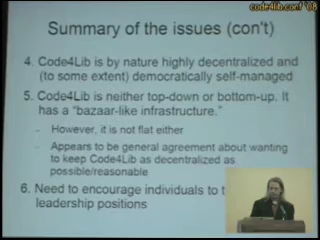 code4lib.conf '08
Summary of the issues (con't)
4. Code4Lib is by nature highly decentralized and
(to some extent) democratically self-managed
5. Code4Lib is neither top-down or bottom-up. It
has a "bazaar-like infrastructure."
– However, it is not flat either
– Appears to be general agreement about wanting
to keep Code4Lib as decentralized as
possible/reasonable
6. Need to encourage individuals to t
leadership positions